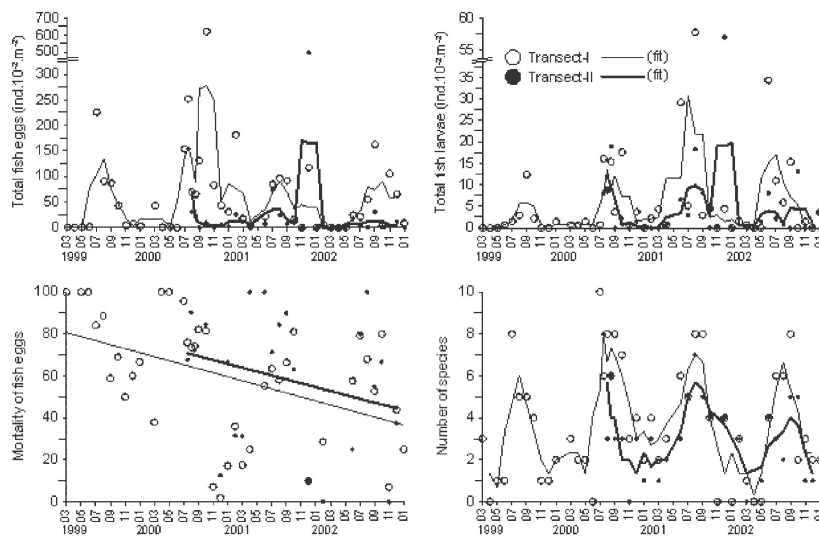 Total fish eggs (ind.10⁻².m⁻²)
700
600
500
300
250
200
150
100
50
0
03 05 07 09 11 01 03 05 07 09 11 01 03 05 07 09 11 01 03 05 07 09 11 01
1999 2000 2001 2002
Total fish larvae (ind.10⁻².m⁻²)
60
55
35
30
25
20
15
10
5
0
Transect-I (fit)
Transect-II (fit)
03 05 07 09 11 01 03 05 07 09 11 01 03 05 07 09 11 01 03 05 07 09 11 01
1999 2000 2001 2002
Mortality of fish eggs
100
80
60
40
20
0
03 05 07 09 11 01 03 05 07 09 11 01 03 05 07 09 11 01 03 05 07 09 11 01
1999 2000 2001 2002
Number of species
10
8
6
4
2
0
03 05 07 09 11 01 03 05 07 09 11 01 03 05 07 09 11 01 03 05 07 09 11 01
1999 2000 2001 2002